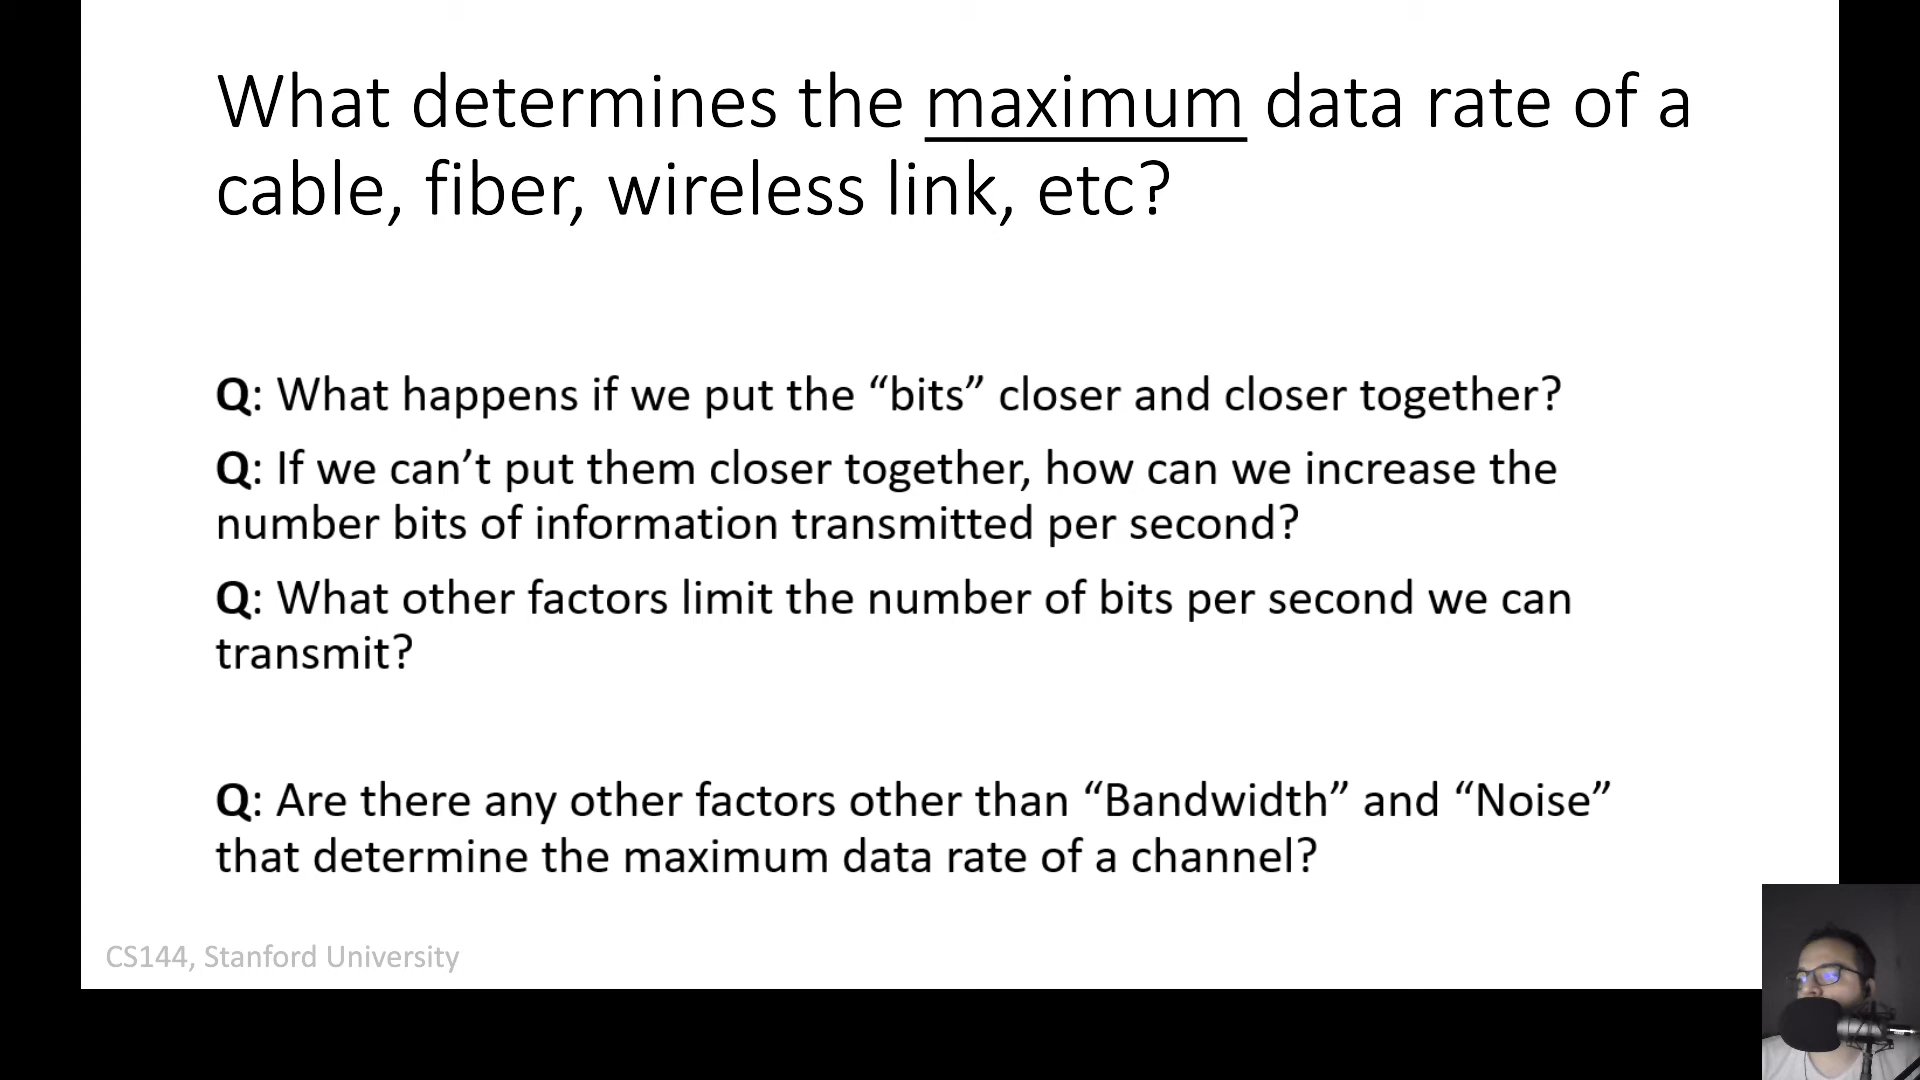 What determines the maximum data rate of a
cable, fiber, wireless link, etc?
Q: What happens if we put the “bits” closer and closer together?
Q: If we can’t put them closer together, how can we increase the
number bits of information transmitted per second?
Q: What other factors limit the number of bits per second we can
transmit?
Q: Are there any other factors other than “Bandwidth” and “Noise”
that determine the maximum data rate of a channel?
CS144, Stanford University